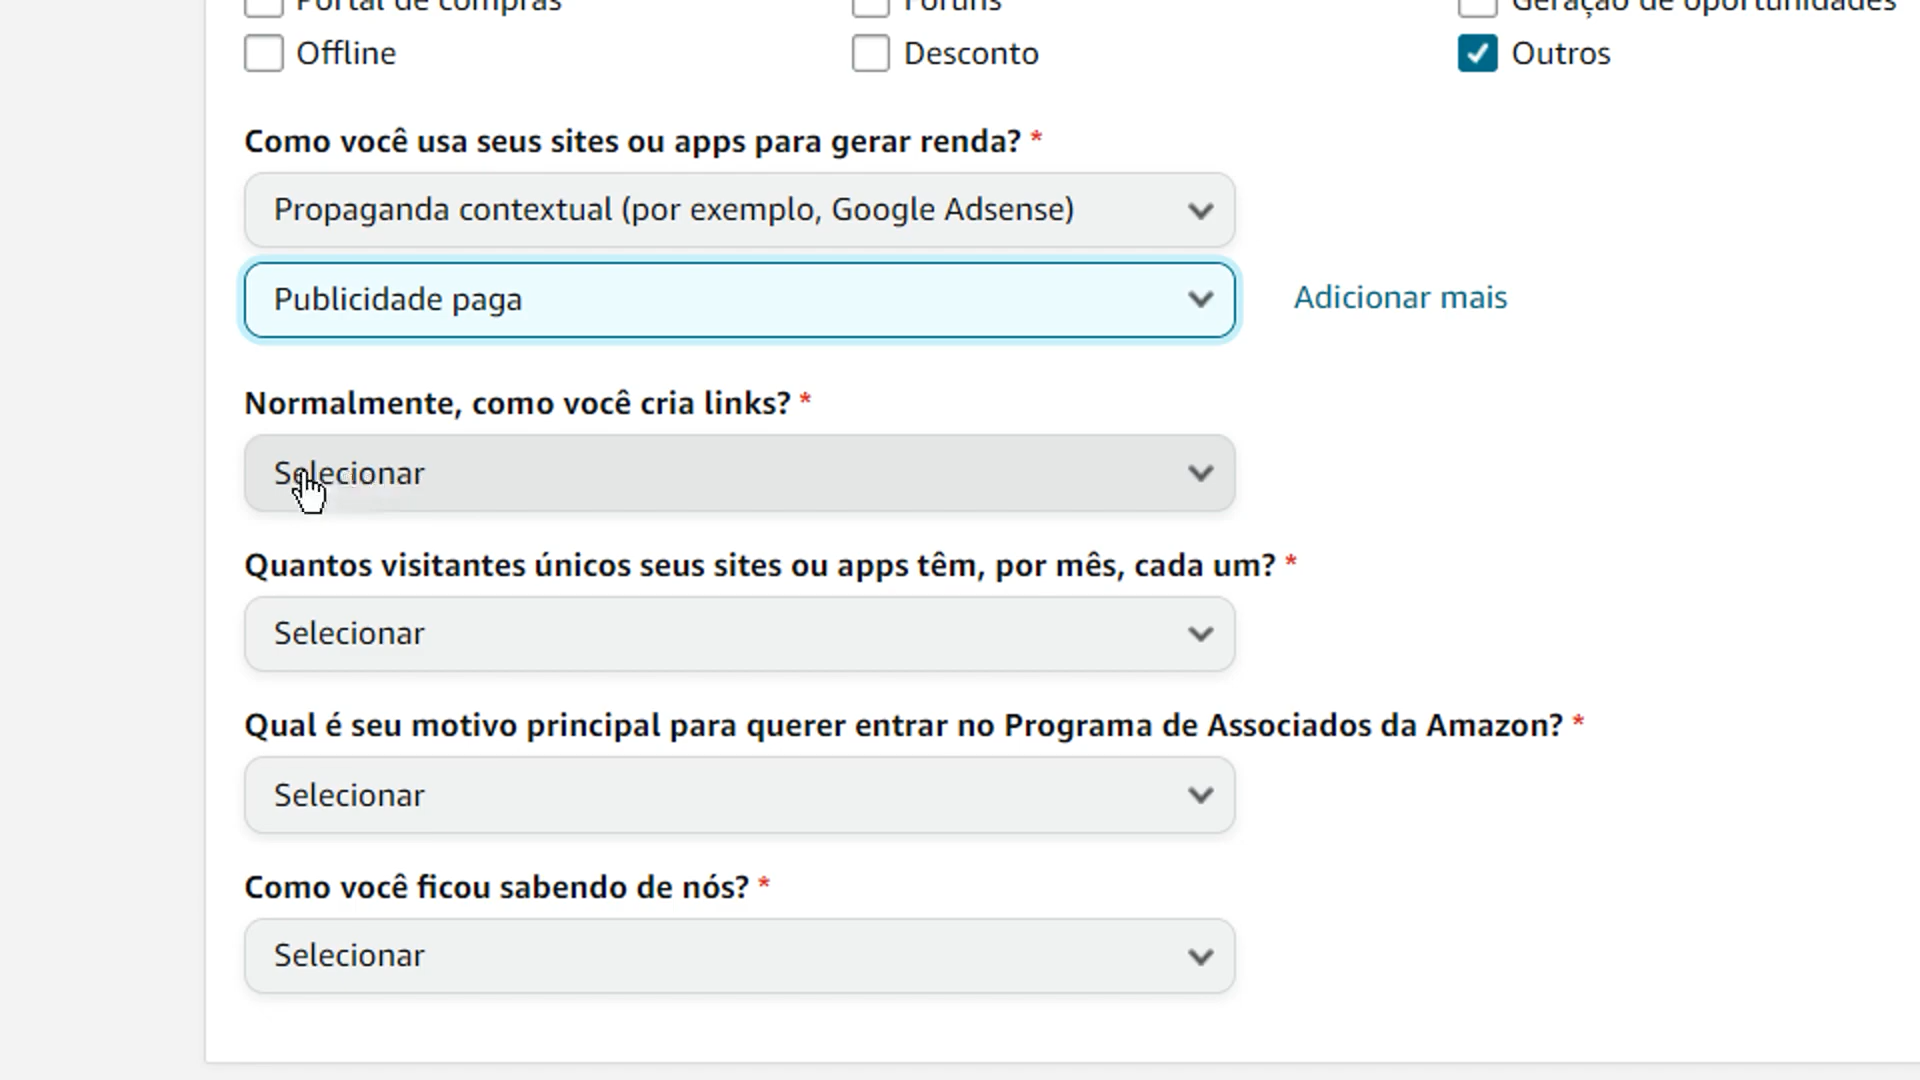 Portal de compras
Fóruns
Geração de oportunidades
Offline
Desconto
Outros
Como você usa seus sites ou apps para gerar renda? *
Propaganda contextual (por exemplo, Google Adsense)
Publicidade paga
Adicionar mais
Normalmente, como você cria links? *
Selecionar
Quantos visitantes únicos seus sites ou apps têm, por mês, cada um? *
Selecionar
Qual é seu motivo principal para querer entrar no Programa de Associados da Amazon? *
Selecionar
Como você ficou sabendo de nós? *
Selecionar